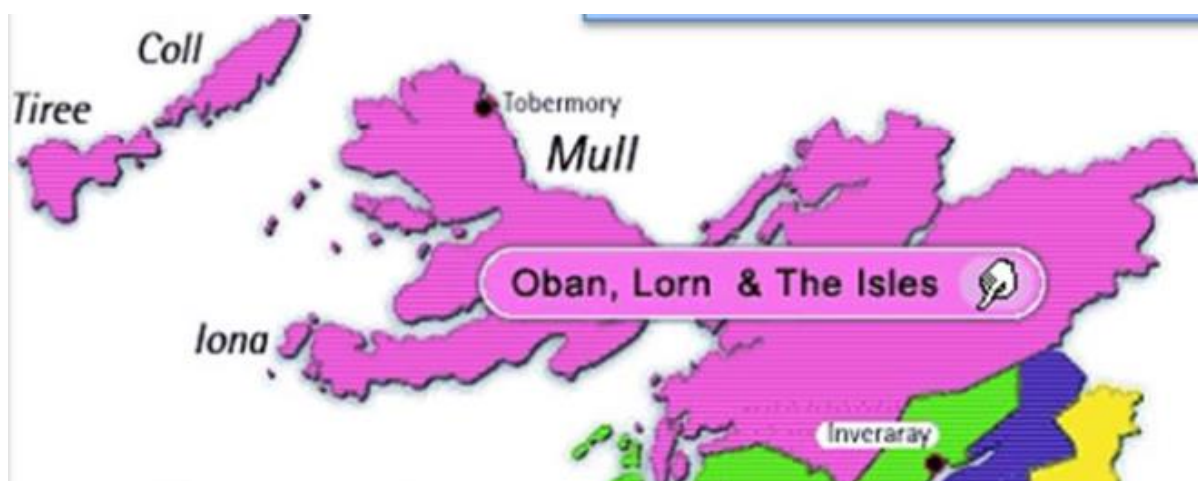 Coll
Tiree
Tobermory
Mull
Oban, Lorn & The Isles
Iona
Inveraray